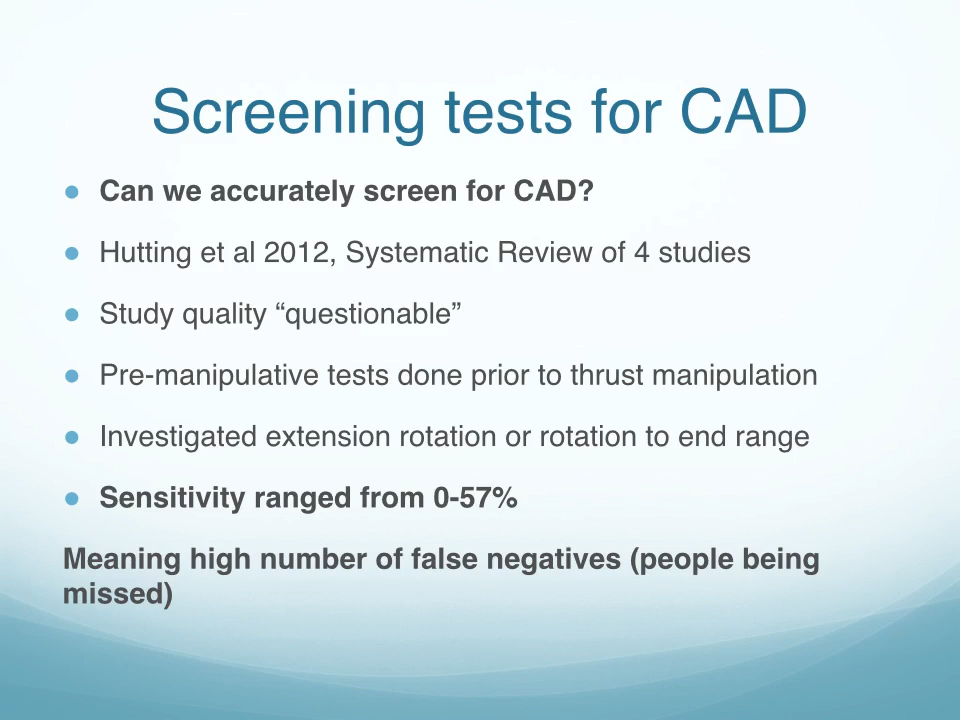 Screening tests for CAD
● Can we accurately screen for CAD?
● Hutting et al 2012, Systematic Review of 4 studies
● Study quality “questionable”
● Pre-manipulative tests done prior to thrust manipulation
● Investigated extension rotation or rotation to end range
● Sensitivity ranged from 0-57%
Meaning high number of false negatives (people being
missed)